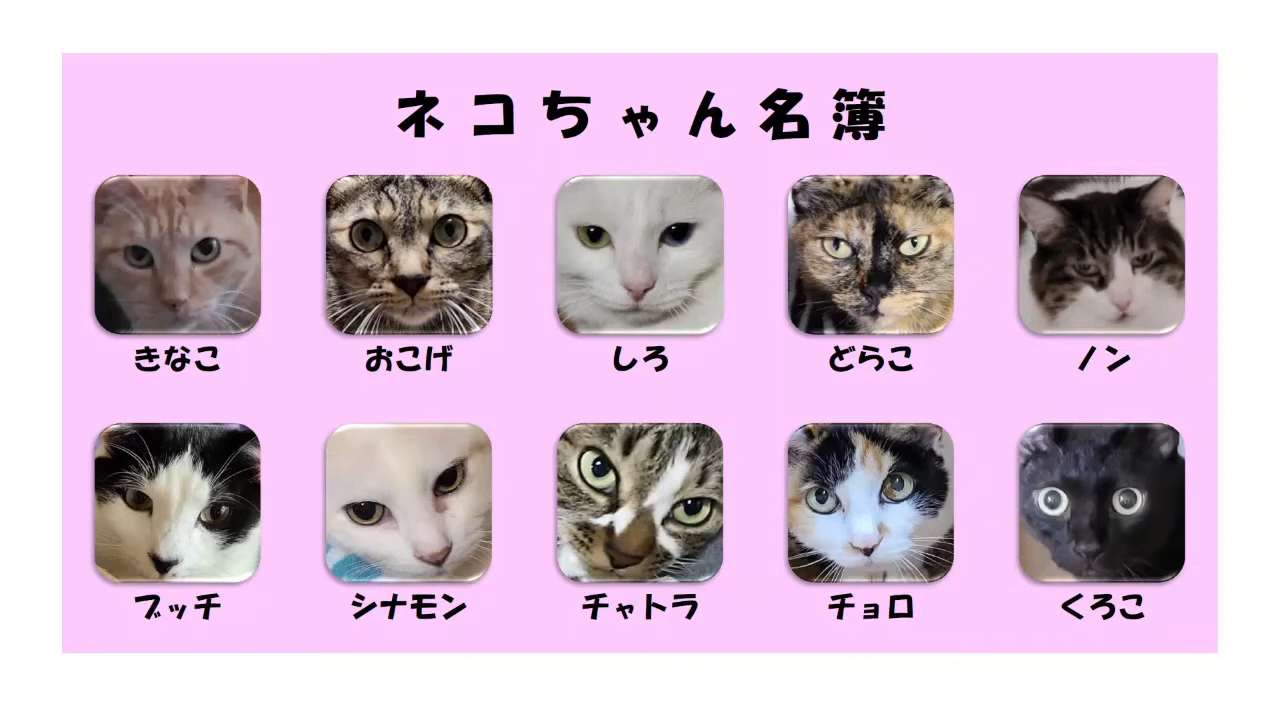 ネコちゃん名簿
きなこ
おこげ
しろ
どらこ
ノン
ブッチ
シナモン
チャトラ
チョロ
くろこ